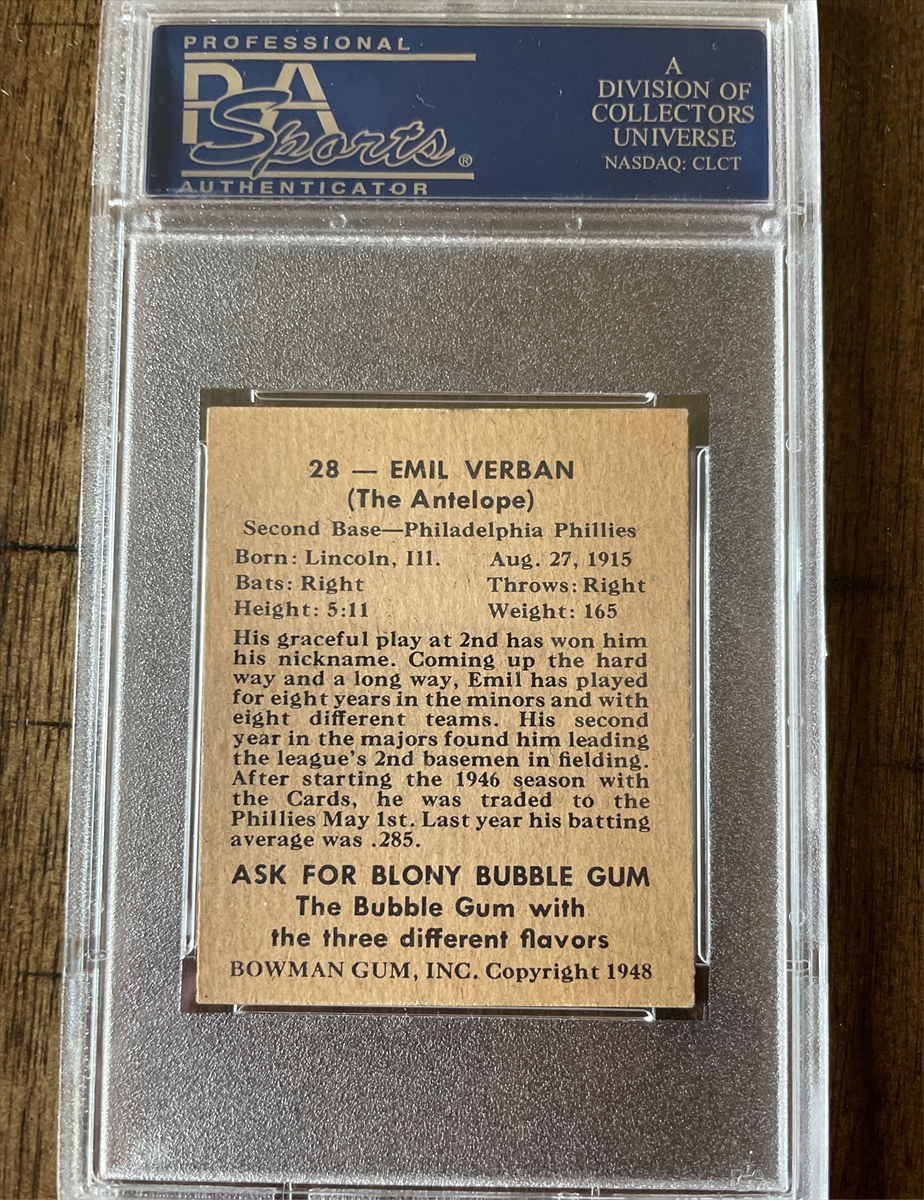 PROFESSIONAL
PSA
Sports®
AUTHENTICATOR
A
DIVISION OF
COLLECTORS
UNIVERSE
NASDAQ: CLCT
28 — EMIL VERBAN
(The Antelope)
Second Base—Philadelphia Phillies
Born: Lincoln, Ill. Aug. 27, 1915
Bats: Right Throws: Right
Height: 5:11 Weight: 165
His graceful play at 2nd has won him
his nickname. Coming up the hard
way and a long way, Emil has played
for eight years in the minors and with
eight different teams. His second
year in the majors found him leading
the league's 2nd basemen in fielding.
After starting the 1946 season with
the Cards, he was traded to the
Phillies May 1st. Last year his batting
average was .285.
ASK FOR BLONY BUBBLE GUM
The Bubble Gum with
the three different flavors
BOWMAN GUM, INC. Copyright 1948